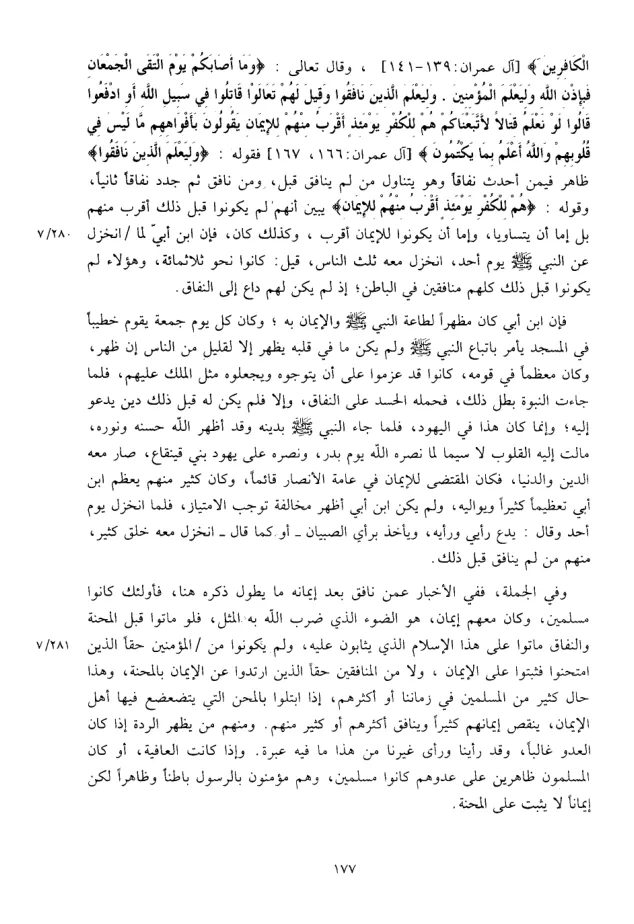 الْكَافِرِينَ﴾ [آل عمران:١٣٩-١٤١] ، وقال تعالى : ﴿وَمَا أَصَابَكُمْ يَوْمَ الْتَقَى الْجَمْعَانِ
فَبِإِذْنِ اللَّهِ وَلِيَعْلَمَ الْمُؤْمِنِينَ . وَلِيَعْلَمَ الَّذِينَ نَافَقُوا وَقِيلَ لَهُمْ تَعَالَوْا قَاتِلُوا فِي سَبِيلِ اللَّهِ أَوِ ادْفَعُوا
قَالُوا لَوْ نَعْلَمُ قِتَالاً لأَتَّبَعْنَاكُمْ هُمْ لِلْكُفْرِ يَوْمَئِذٍ أَقْرَبُ مِنْهُمْ لِلإِيمَانِ يَقُولُونَ بِأَفْوَاهِهِم مَّا لَيْسَ فِي
قُلُوبِهِمْ وَاللَّهُ أَعْلَمُ بِمَا يَكْتُمُونَ ﴾ [آل عمران:١٦٦، ١٦٧] فقوله : ﴿وَلِيَعْلَمَ الَّذِينَ نَافَقُوا﴾
ظاهر فيمن أحدث نفاقاً وهو يتناول من لم ينافق قبل، ومن نافق ثم جدد نفاقاً ثانياً،
وقوله : ﴿هُمْ لِلْكُفْرِ يَوْمَئِذٍ أَقْرَبُ مِنْهُمْ لِلإِيمَانِ﴾ يبين أنهم لم يكونوا قبل ذلك أقرب منهم
بل إما أن يتساويا، وإما أن يكونوا للإيمان أقرب ، وكذلك كان، فإن ابن أبيّ لما /انخزل ٧/٢٨٠
عن النبي ﷺ يوم أحد، انخزل معه ثلث الناس، قيل: كانوا نحو ثلاثمائة، وهؤلاء لم
يكونوا قبل ذلك كلهم منافقين في الباطن؛ إذ لم يكن لهم داع إلى النفاق.
فإن ابن أبي كان مظهراً لطاعة النبي ﷺ والإيمان به ؛ وكان كل يوم جمعة يقوم خطيباً
في المسجد يأمر باتباع النبي ﷺ ولم يكن ما في قلبه يظهر إلا لقليل من الناس إن ظهر،
وكان معظماً في قومه، كانوا قد عزموا على أن يتوجوه ويجعلوه مثل الملك عليهم، فلما
جاءت النبوة بطل ذلك، فحمله الحسد على النفاق، وإلا فلم يكن له قبل ذلك دين يدعو
إليه؛ وإنما كان هذا في اليهود، فلما جاء النبي ﷺ بدينه وقد أظهر اللّه حسنه ونوره،
مالت إليه القلوب لا سيما لما نصره اللّه يوم بدر، ونصره على يهود بني قينقاع، صار معه
الدين والدنيا، فكان المقتضى للإيمان في عامة الأنصار قائماً، وكان كثير منهم يعظم ابن
أبي تعظيماً كثيراً ويواليه، ولم يكن ابن أبي أظهر مخالفة توجب الامتياز، فلما انخزل يوم
أحد وقال : يدع رأيي ورأيه، ويأخذ برأي الصبيان ـ أو كما قال ـ انخزل معه خلق كثير،
منهم من لم ينافق قبل ذلك.
وفي الجملة، ففي الأخبار عمن نافق بعد إيمانه ما يطول ذكره هنا، فأولئك كانوا
مسلمين، وكان معهم إيمان، هو الضوء الذي ضرب اللّه به المثل، فلو ماتوا قبل المحنة
والنفاق ماتوا على هذا الإسلام الذي يثابون عليه، ولم يكونوا من /المؤمنين حقاً الذين ٧/٢٨١
امتحنوا فثبتوا على الإيمان ، ولا من المنافقين حقاً الذين ارتدوا عن الإيمان بالمحنة، وهذا
حال كثير من المسلمين في زماننا أو أكثرهم، إذا ابتلوا بالمحن التي يتضعضع فيها أهل
الإيمان، ينقص إيمانهم كثيراً وينافق أكثرهم أو كثير منهم. ومنهم من يظهر الردة إذا كان
العدو غالباً، وقد رأينا ورأى غيرنا من هذا ما فيه عبرة. وإذا كانت العافية، أو كان
المسلمون ظاهرين على عدوهم كانوا مسلمين، وهم مؤمنون بالرسول باطناً وظاهراً لكن
إيماناً لا يثبت على المحنة.
١٧٧